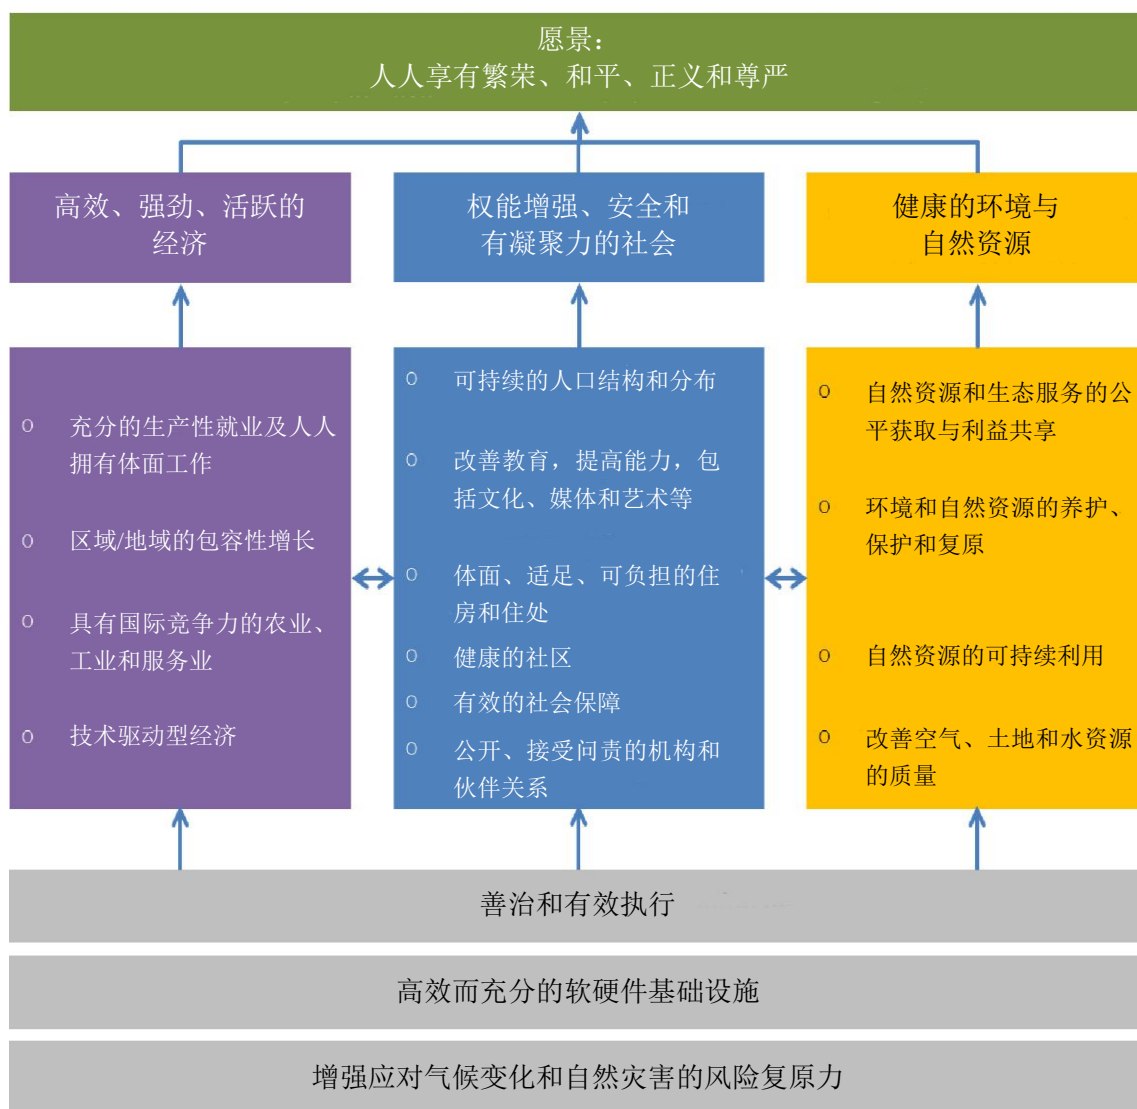 愿景：
人人享有繁荣、和平、正义和尊严
高效、强劲、活跃的
经济
权能增强、安全和
有凝聚力的社会
健康的环境与
自然资源
o 充分的生产性就业及人人
拥有体面工作
o 区域/地域的包容性增长
o 具有国际竞争力的农业、
工业和服务业
o 技术驱动型经济
o 可持续的人口结构和分布
o 改善教育，提高能力，包
括文化、媒体和艺术等
o 体面、适足、可负担的住
房和住处
o 健康的社区
o 有效的社会保障
o 公开、接受问责的机构和
伙伴关系
o 自然资源和生态服务的公
平获取与利益共享
o 环境和自然资源的养护、
保护和复原
o 自然资源的可持续利用
o 改善空气、土地和水资源
的质量
善治和有效执行
高效而充分的软硬件基础设施
增强应对气候变化和自然灾害的风险复原力